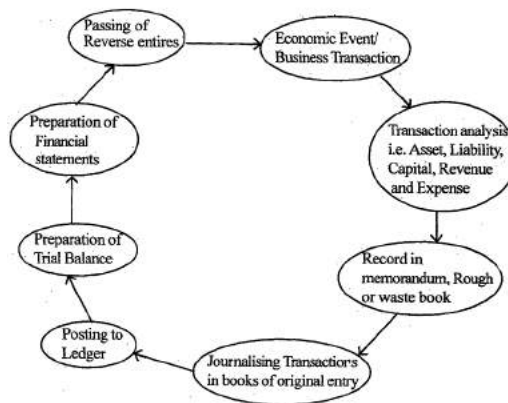 Passing of
Reverse entires
Economic Event/
Business Transaction
Transaction analysis
i.e. Asset, Liability,
Capital, Revenue
and Expense
Record in
memorandum, Rough
or waste book
Journalising Transactions
in books of original entry
Posting to
Ledger
Preparation of
Trial Balance
Preparation of
Financial
statements